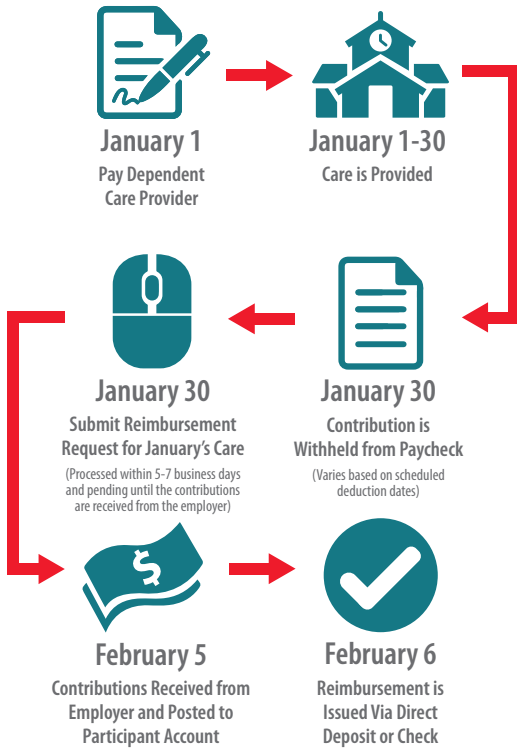 January 1
Pay Dependent
Care Provider
January 1-30
Care is Provided
January 30
Contribution is
Withheld from Paycheck
(Varies based on scheduled
deduction dates)
January 30
Submit Reimbursement
Request for January's Care
(Processed within 5-7 business days
and pending until the contributions
are received from the employer)
$
February 5
Contributions Received from
Employer and Posted to
Participant Account
February 6
Reimbursement is
Issued Via Direct
Deposit or Check